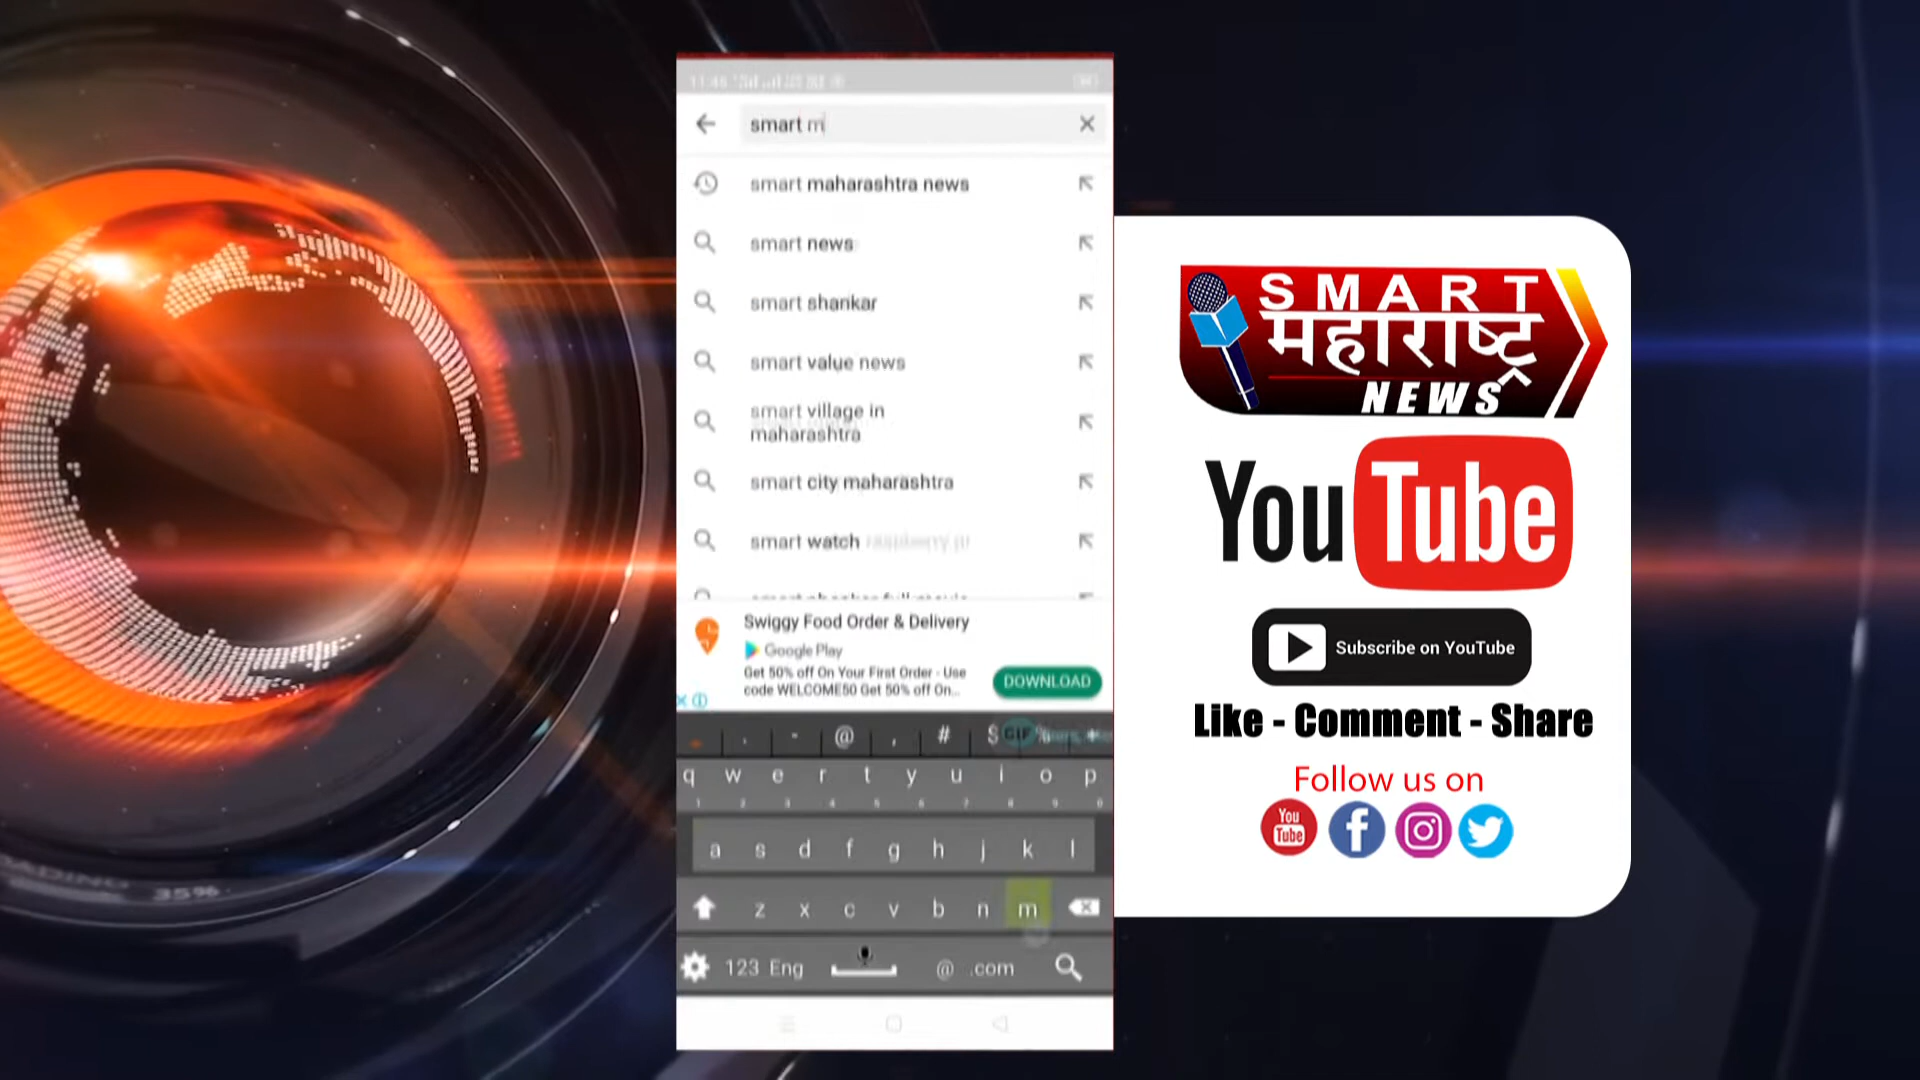 smart m
smart maharashtra news
smart news
smart shankar
smart value news
smart village in
maharashtra
smart city maharashtra
smart watch
Swiggy Food Order & Delivery
Google Play
Get 50% off On Your First Order - Use
code WELCOME50 Get 50% off On...
DOWNLOAD
. - @ , # $ GIF %
q w e r t y u i o p
a s d f g h j k l
z x c v b n m
123 Eng @ .com
SMART
महाराष्ट्र
NEWS
YouTube
Subscribe on YouTube
Like - Comment - Share
Follow us on
You
Tube
35%